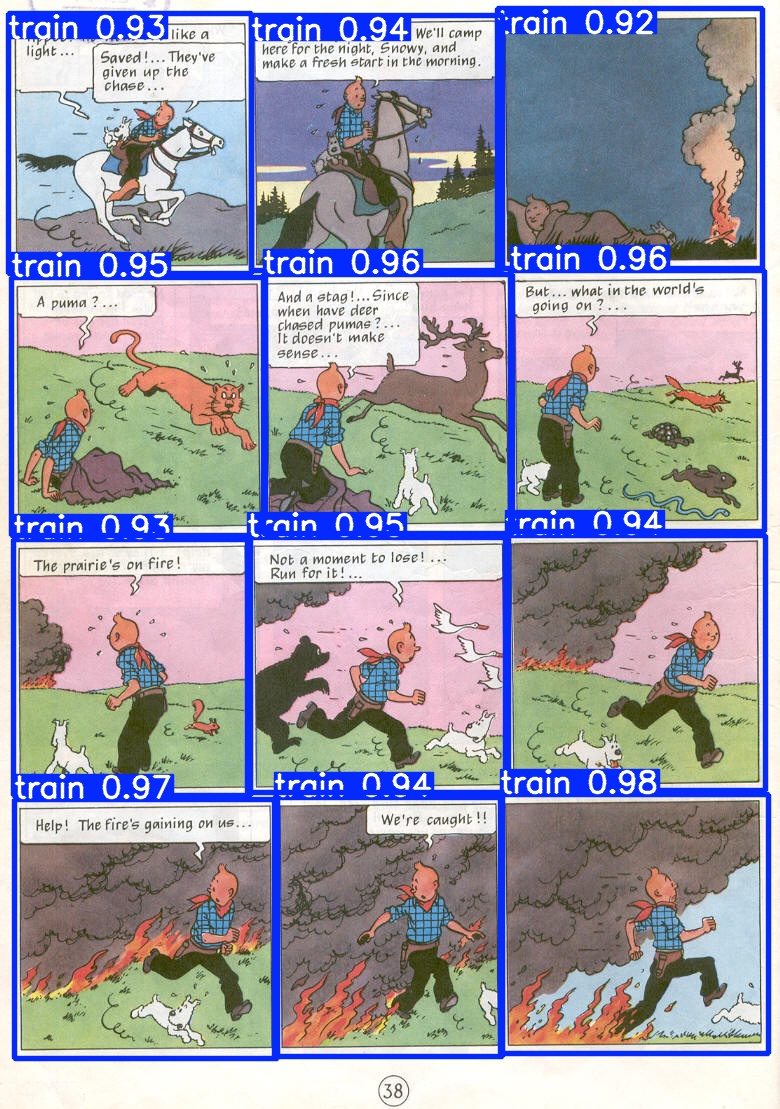 train 0.93
like a
light...
Saved!... They've
given up the
chase...
train 0.94
We'll camp
here for the night, Snowy, and
make a fresh start in the morning.
train 0.92
train 0.95
A puma?...
train 0.96
And a stag!... Since
when have deer
chased pumas?...
It doesn't make
sense...
train 0.96
But... what in the world's
going on?...
train 0.93
The prairie's on fire!
train 0.95
Not a moment to lose! ...
Run for it!...
train 0.94
train 0.97
Help! The fire's gaining on us...
train 0.94
We're caught!!
train 0.98
38